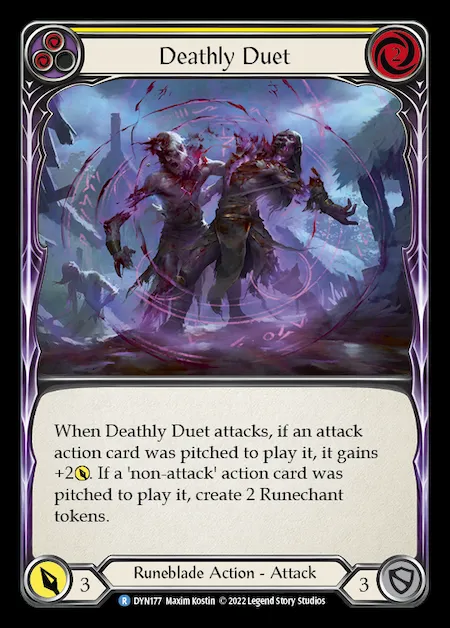 Deathly Duet
2
When Deathly Duet attacks, if an attack
action card was pitched to play it, it gains
+2. If a 'non-attack' action card was
pitched to play it, create 2 Runechant
tokens.
3
Runeblade Action - Attack
3
R DYN177 Maxim Kostin © 2022 Legend Story Studios